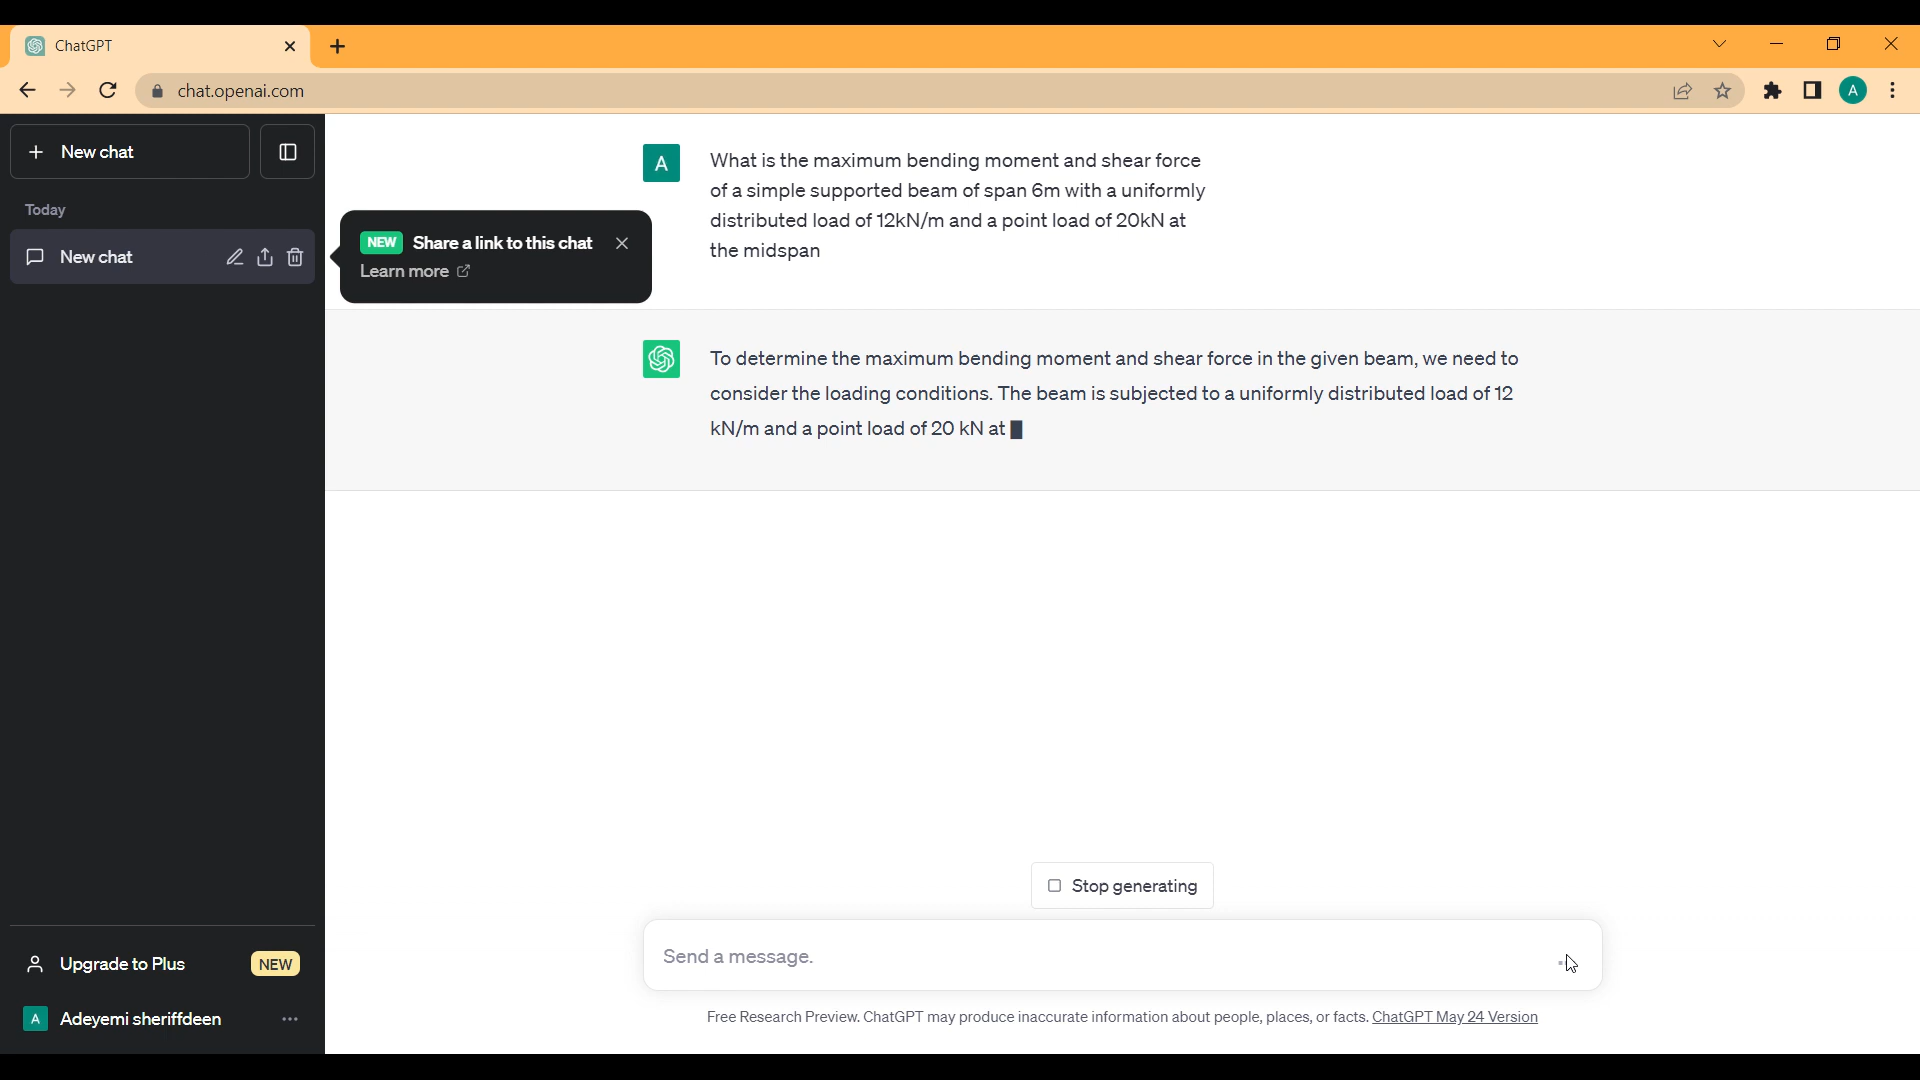 ChatGPT
chat.openai.com
A
New chat
Today
New chat
NEW Share a link to this chat
Learn more
A
What is the maximum bending moment and shear force
of a simple supported beam of span 6m with a uniformly
distributed load of 12kN/m and a point load of 20kN at
the midspan
To determine the maximum bending moment and shear force in the given beam, we need to
consider the loading conditions. The beam is subjected to a uniformly distributed load of 12
kN/m and a point load of 20 kN at
Stop generating
Send a message.
Free Research Preview. ChatGPT may produce inaccurate information about people, places, or facts. ChatGPT May 24 Version
Upgrade to Plus NEW
A Adeyemi sheriffdeen